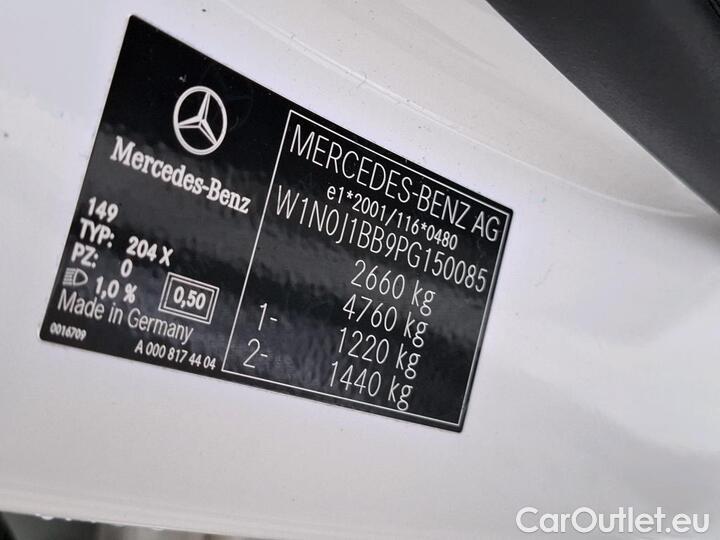 Mercedes-Benz
149
TYP: 204 X
PZ: 0
1,0 % 0,50
Made in Germany
0016709 A 000 817 44 04
MERCEDES-BENZ AG
e1*2001/116*0480
W1N0J1BB9PG150085
2660 kg
4760 kg
1- 1220 kg
2- 1440 kg
CarOutlet.eu